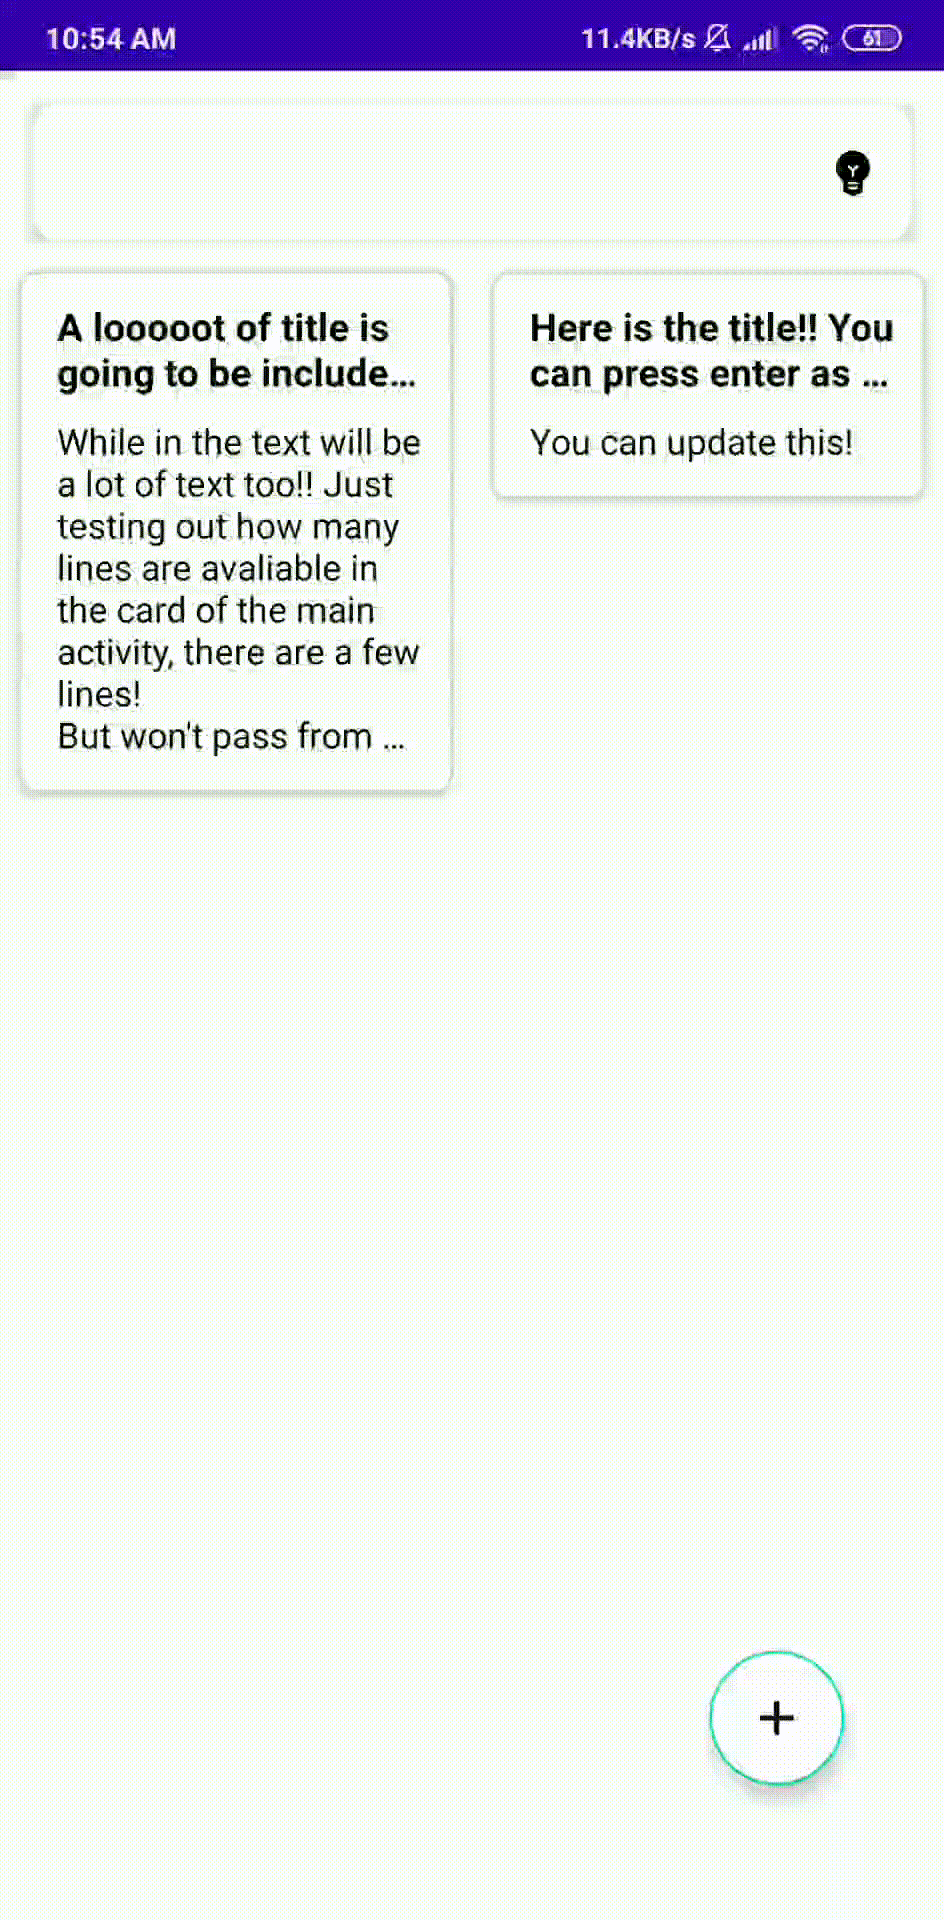 10:54 AM
11.4KB/s
61
A looooot of title is
going to be include...
While in the text will be
a lot of text too!! Just
testing out how many
lines are avaliable in
the card of the main
activity, there are a few
lines!
But won't pass from ...
Here is the title!! You
can press enter as ...
You can update this!
+